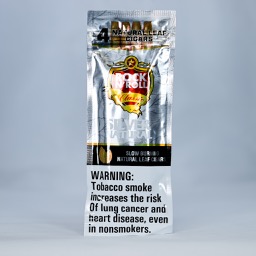 4 NATURAL LEAF
CIGARS
ROCK
N ROLL
Classic
SLOW BURNING
NATURAL LEAF CIGAR
WARNING:
Tobacco smoke
increases the risk
Of lung cancer and
heart disease, even
in nonsmokers.